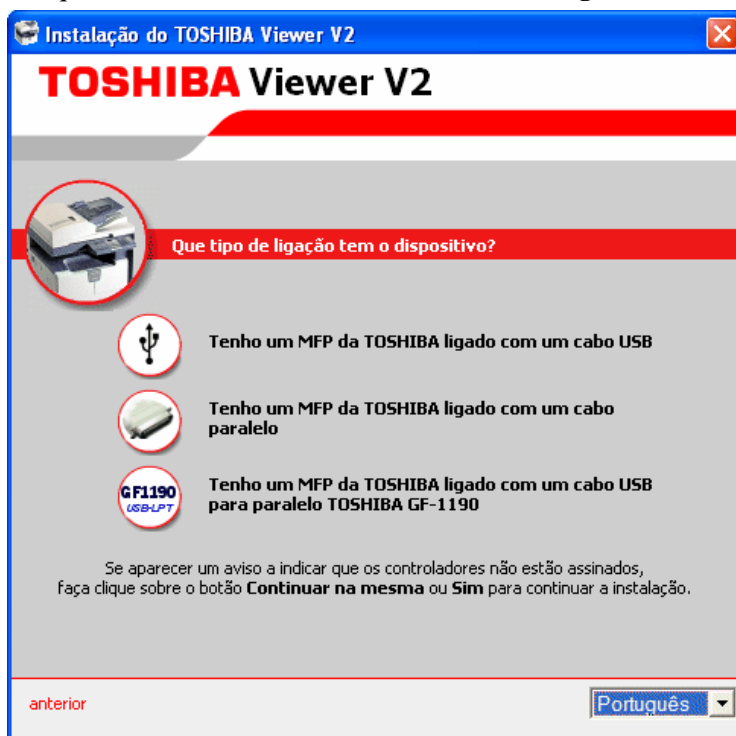 Instalação do TOSHIBA Viewer V2
TOSHIBA Viewer V2
Que tipo de ligação tem o dispositivo?
Tenho um MFP da TOSHIBA ligado com um cabo USB
Tenho um MFP da TOSHIBA ligado com um cabo
paralelo
GF1190
USB-LPT
Tenho um MFP da TOSHIBA ligado com um cabo USB
para paralelo TOSHIBA GF-1190
Se aparecer um aviso a indicar que os controladores não estão assinados,
faça clique sobre o botão Continuar na mesma ou Sim para continuar a instalação.
anterior
Português